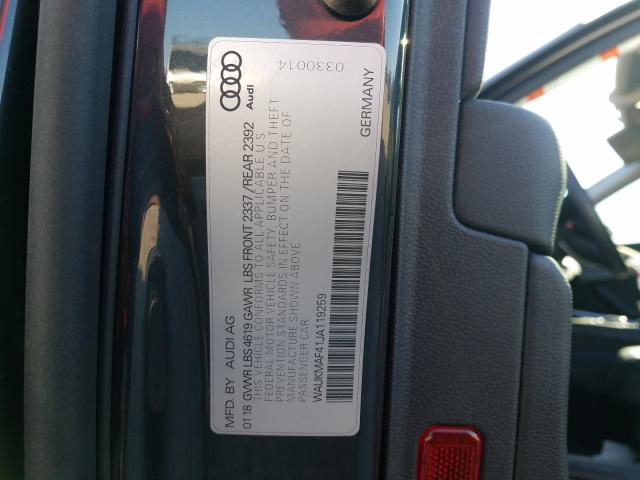 MFD. BY AUDI AG
Audi
01 18 GVWR LBS 4619 GAWR LBS FRONT 2337/REAR 2392
THIS VEHICLE CONFORMS TO ALL APPLICABLE U S
FEDERAL MOTOR VEHICLE SAFETY, BUMPER AND THEFT
PREVENTION STANDARDS IN EFFECT ON THE DATE OF
MANUFACTURE SHOWN ABOVE
PASSENGER CAR
WAUKMAF41JA119259
0330014
GERMANY